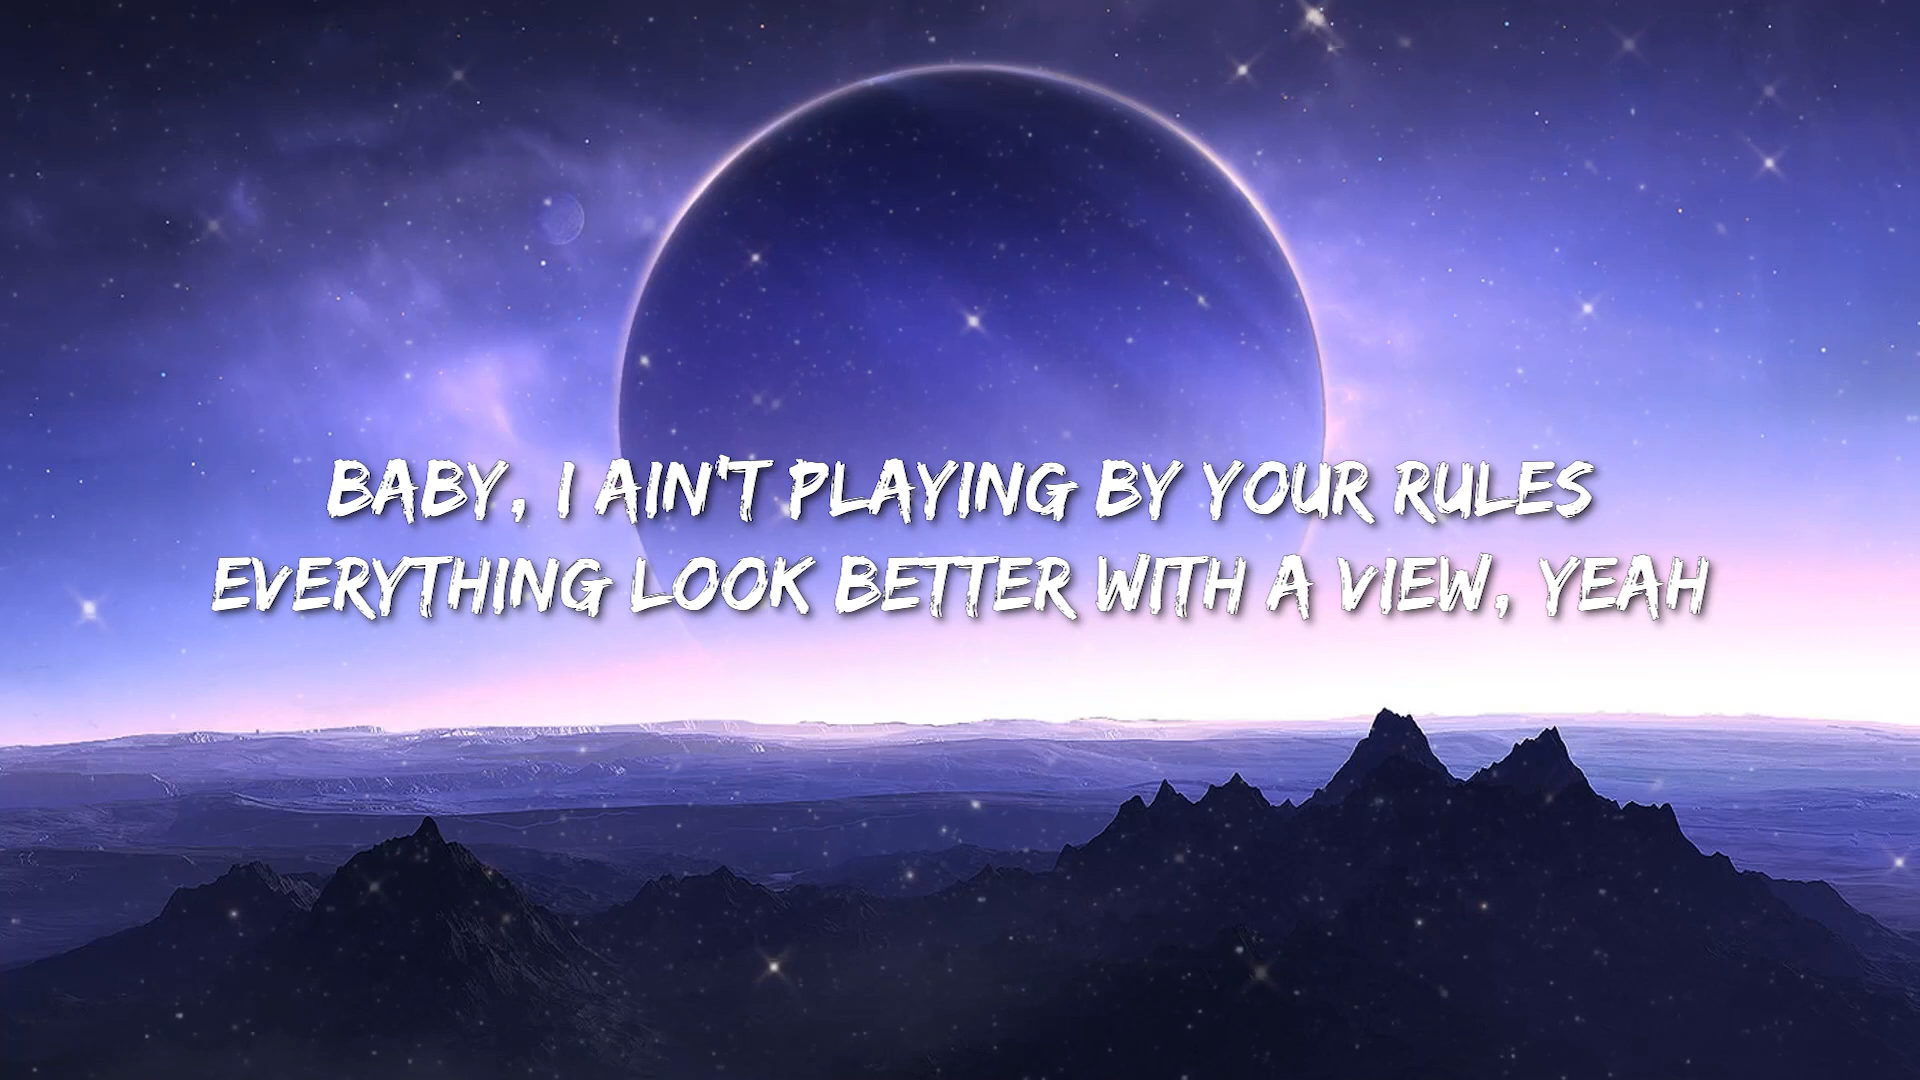 BABY, I AIN'T PLAYING BY YOUR RULES
EVERYTHING LOOK BETTER WITH A VIEW, YEAH